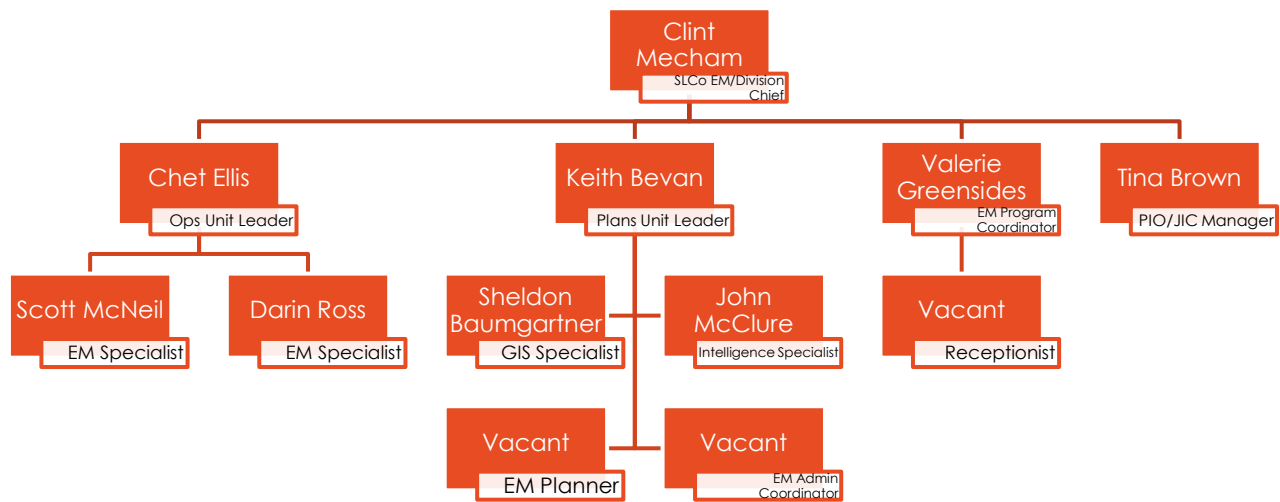 Clint
Mecham
SLCo EM/Division
Chief
Chet Ellis
Ops Unit Leader
Keith Bevan
Plans Unit Leader
Valerie
Greensides
EM Program
Coordinator
Tina Brown
PIO/JIC Manager
Scott McNeil
EM Specialist
Darin Ross
EM Specialist
Sheldon
Baumgartner
GIS Specialist
John
McClure
Intelligence Specialist
Vacant
Receptionist
Vacant
EM Planner
Vacant
EM Admin
Coordinator